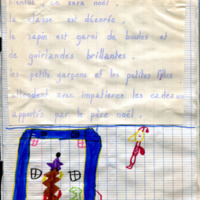 bientôt, ce sera noël.
la classe est décorée.
le sapin est garni de boules et
de guirlandes brillantes.
les petits garçons et les petites filles
attendent avec impatience les cadeaux
apportés par le père noël.